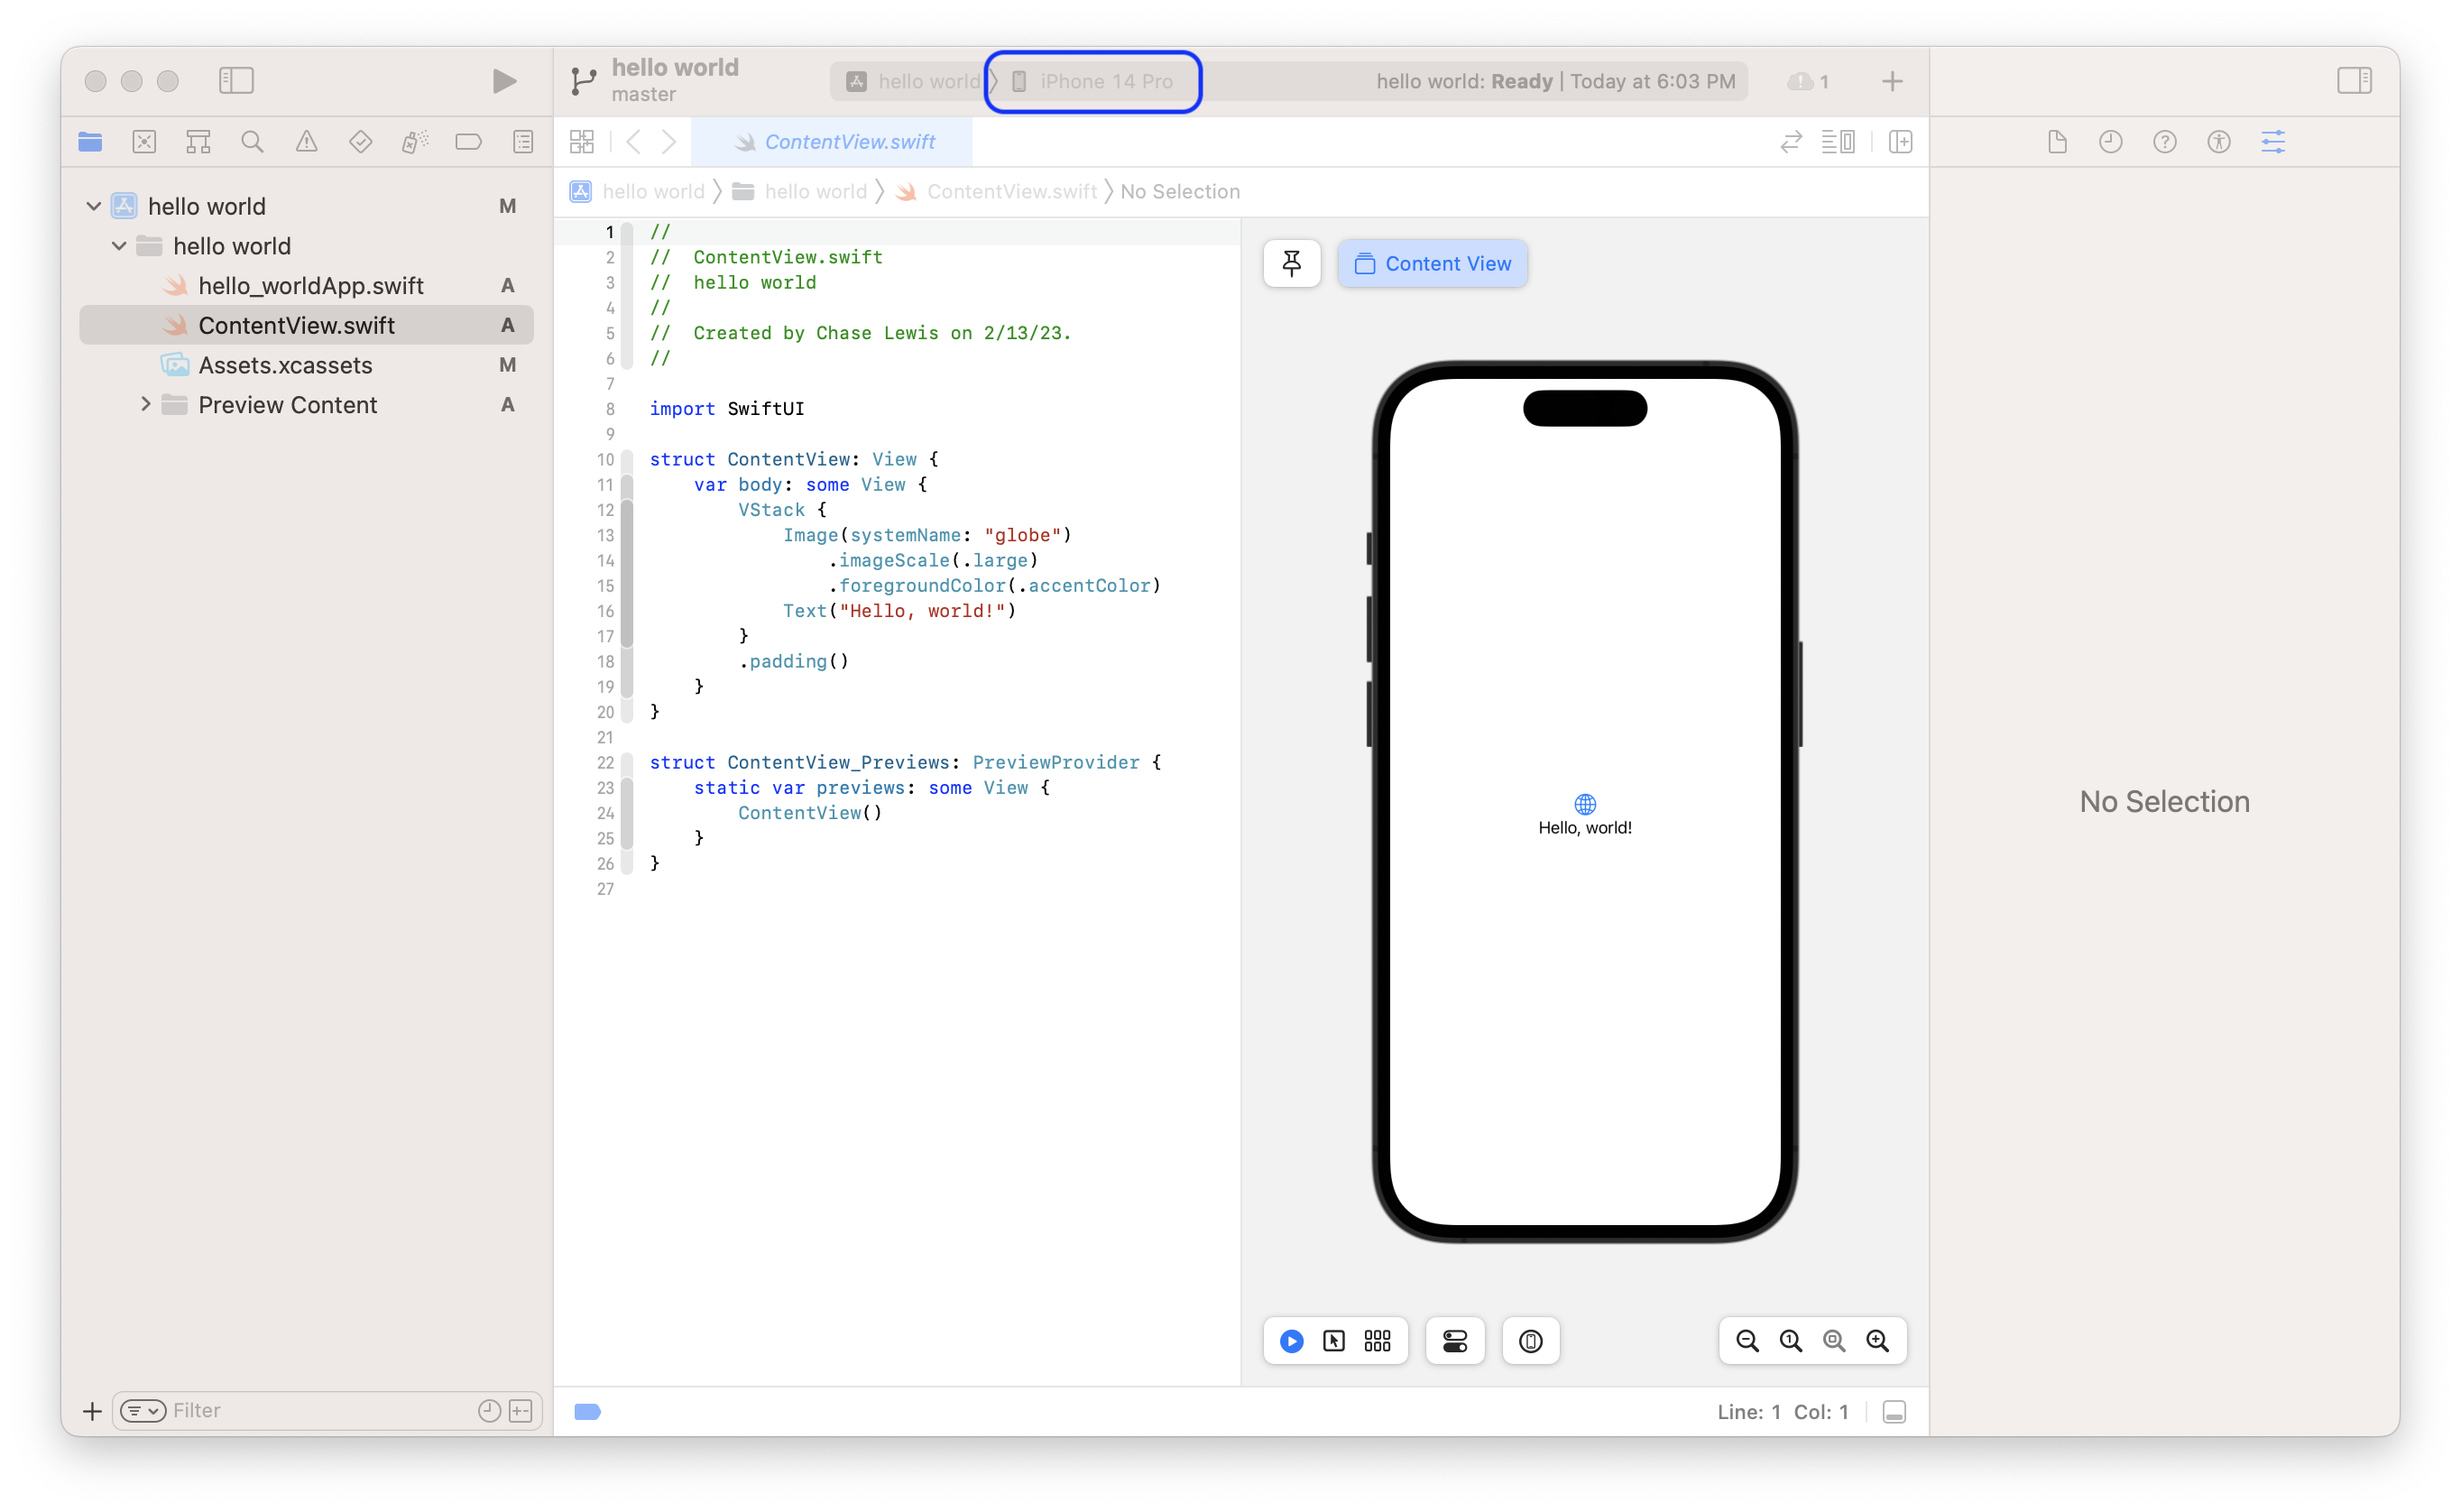 hello world
master
hello world
iPhone 14 Pro
hello world: Ready | Today at 6:03 PM
1
ContentView.swift
hello world
hello world
ContentView.swift
No Selection
hello world M
hello world
hello_worldApp.swift A
ContentView.swift A
Assets.xcassets M
Preview Content A
Filter
1 //
2 //  ContentView.swift
3 //  hello world
4 //
5 //  Created by Chase Lewis on 2/13/23.
6 //
7
8 import SwiftUI
9
10 struct ContentView: View {
11     var body: some View {
12         VStack {
13             Image(systemName: "globe")
14                 .imageScale(.large)
15                 .foregroundColor(.accentColor)
16             Text("Hello, world!")
17         }
18         .padding()
19     }
20 }
21
22 struct ContentView_Previews: PreviewProvider {
23     static var previews: some View {
24         ContentView()
25     }
26 }
27
Content View
Hello, world!
Line: 1  Col: 1
No Selection